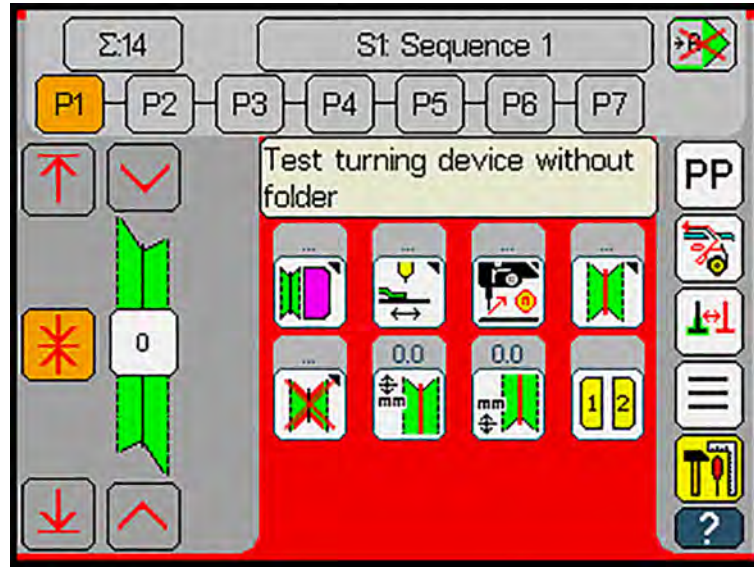 Σ:14
S1: Sequence 1
P1 P2 P3 P4 P5 P6 P7
Test turning device without
folder
PP
... ... ... ...
0
... 0.0 0.0
mm mm 1 2
?